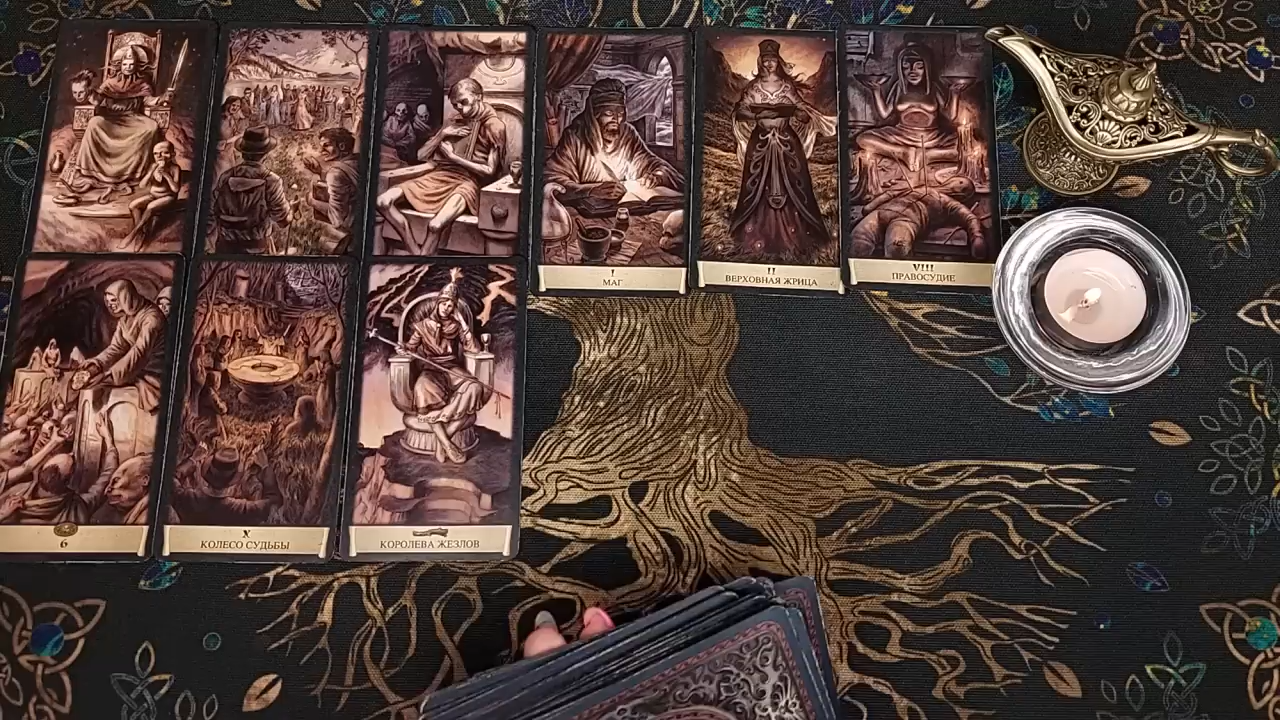 I
МАГ
II
ВЕРХОВНАЯ ЖРИЦА
VIII
ПРАВОСУДИЕ
6
X
КОЛЕСО СУДЬБЫ
КОРОЛЕВА ЖЕЗЛОВ